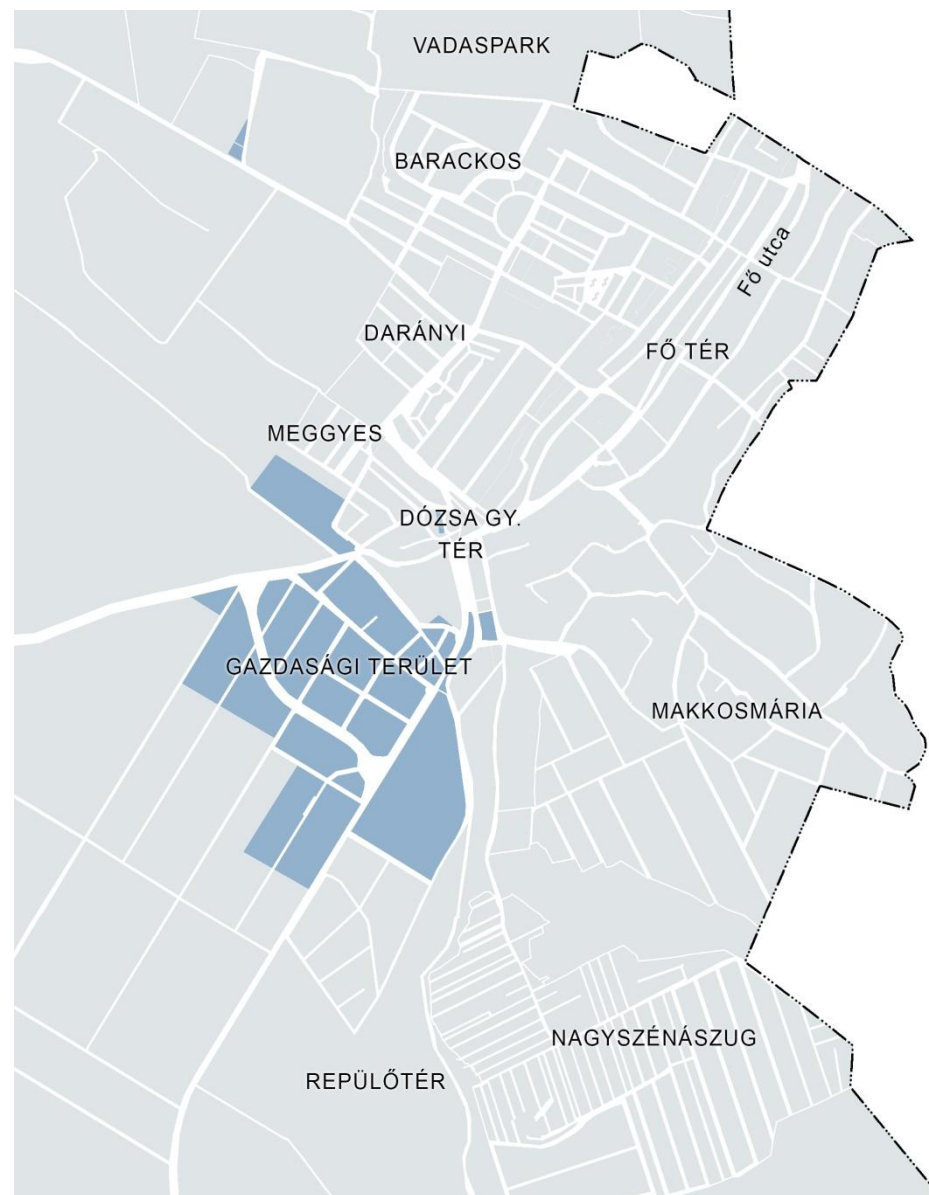 VADASPARK
BARACKOS
Fő utca
DARÁNYI
FŐ TÉR
MEGGYES
DÓZSA GY.
TÉR
GAZDASÁGI TERÜLET
MAKKOSMÁRIA
NAGYSZÉNÁSZUG
REPÜLŐTÉR